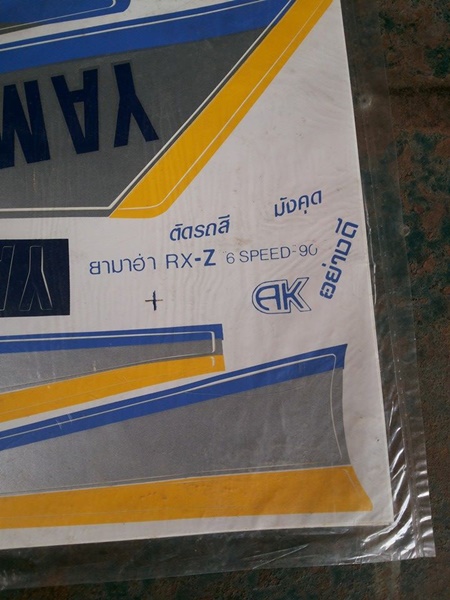 YAM
ติดรถสี มังคุด
ยามาฮ่า RX-Z 6 SPEED-90
AK อย่างดี
YA